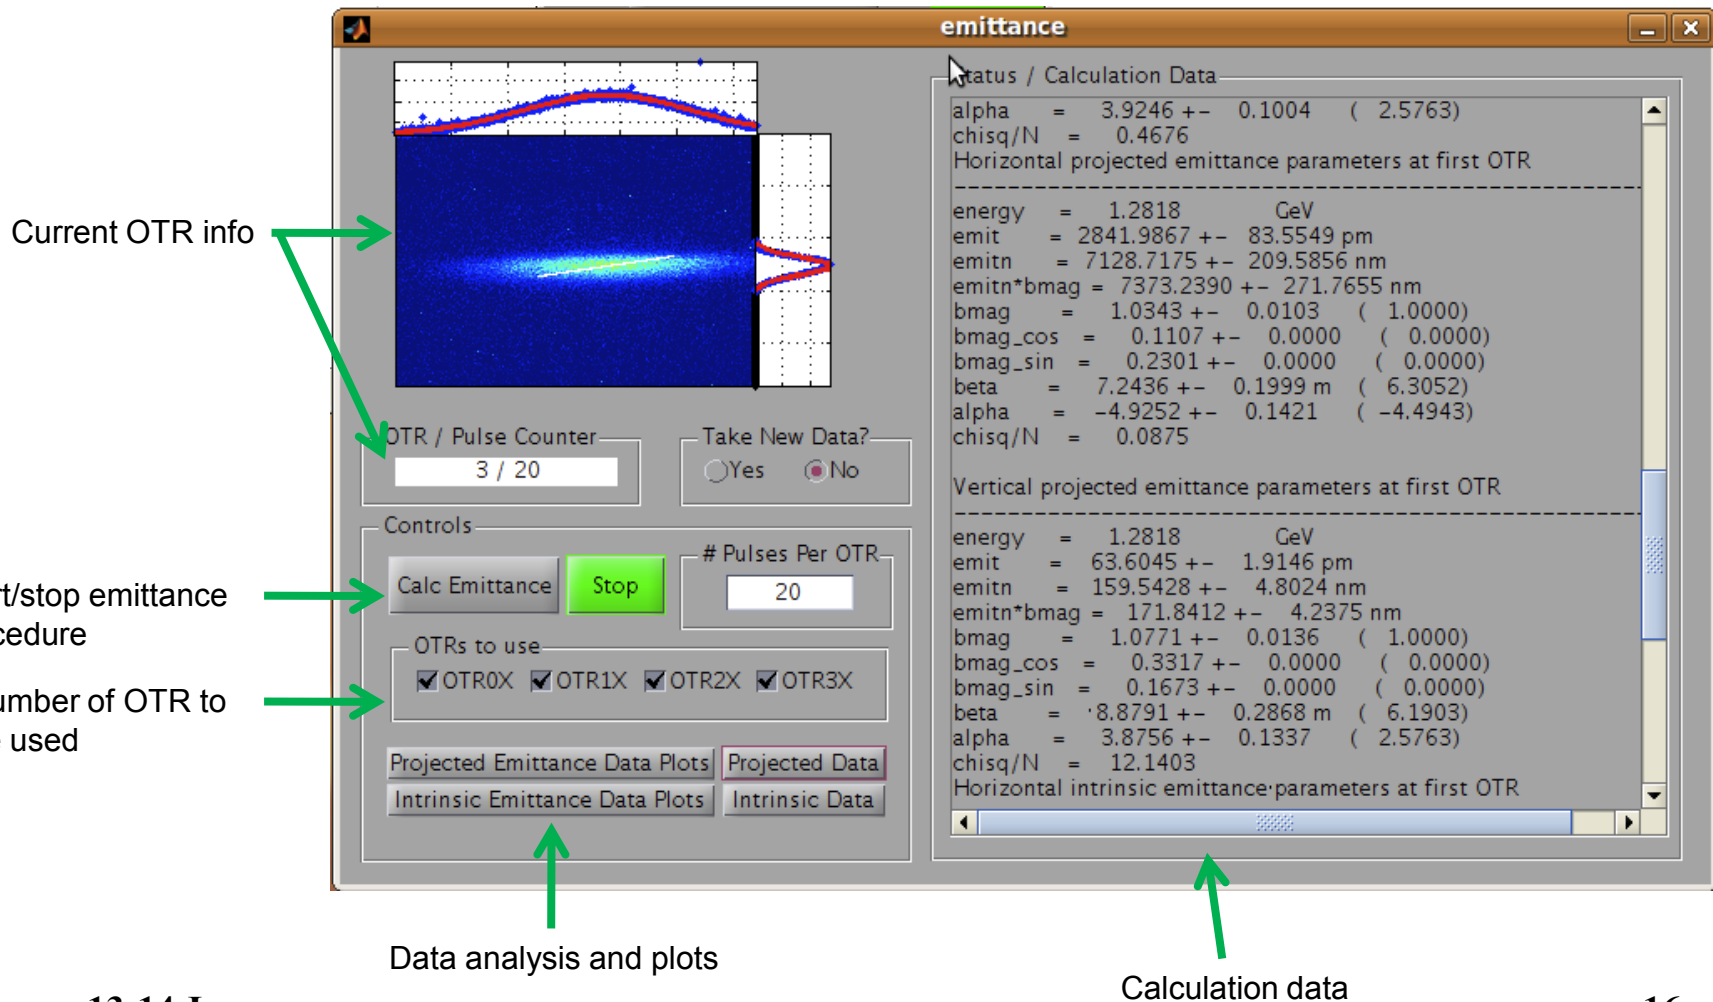 emittance
Status / Calculation Data
alpha = 3.9246 +- 0.1004 ( 2.5763)
chisq/N = 0.4676
Horizontal projected emittance parameters at first OTR
energy = 1.2818 GeV
emit = 2841.9867 +- 83.5549 pm
emitn = 7128.7175 +- 209.5856 nm
emitn*bmag = 7373.2390 +- 271.7655 nm
bmag = 1.0343 +- 0.0103 ( 1.0000)
bmag_cos = 0.1107 +- 0.0000 ( 0.0000)
bmag_sin = 0.2301 +- 0.0000 ( 0.0000)
beta = 7.2436 +- 0.1999 m ( 6.3052)
alpha = -4.9252 +- 0.1421 ( -4.4943)
chisq/N = 0.0875
Vertical projected emittance parameters at first OTR
energy = 1.2818 GeV
emit = 63.6045 +- 1.9146 pm
emitn = 159.5428 +- 4.8024 nm
emitn*bmag = 171.8412 +- 4.2375 nm
bmag = 1.0771 +- 0.0136 ( 1.0000)
bmag_cos = 0.3317 +- 0.0000 ( 0.0000)
bmag_sin = 0.1673 +- 0.0000 ( 0.0000)
beta = 8.8791 +- 0.2868 m ( 6.1903)
alpha = 3.8756 +- 0.1337 ( 2.5763)
chisq/N = 12.1403
Horizontal intrinsic emittance parameters at first OTR
Current OTR info
OTR / Pulse Counter
3 / 20
Take New Data?
Yes No
Controls
Calc Emittance Stop
# Pulses Per OTR
20
rt/stop emittance
cedure
OTRs to use
OTR0X OTR1X OTR2X OTR3X
umber of OTR to
used
Projected Emittance Data Plots Projected Data
Intrinsic Emittance Data Plots Intrinsic Data
Data analysis and plots
Calculation data